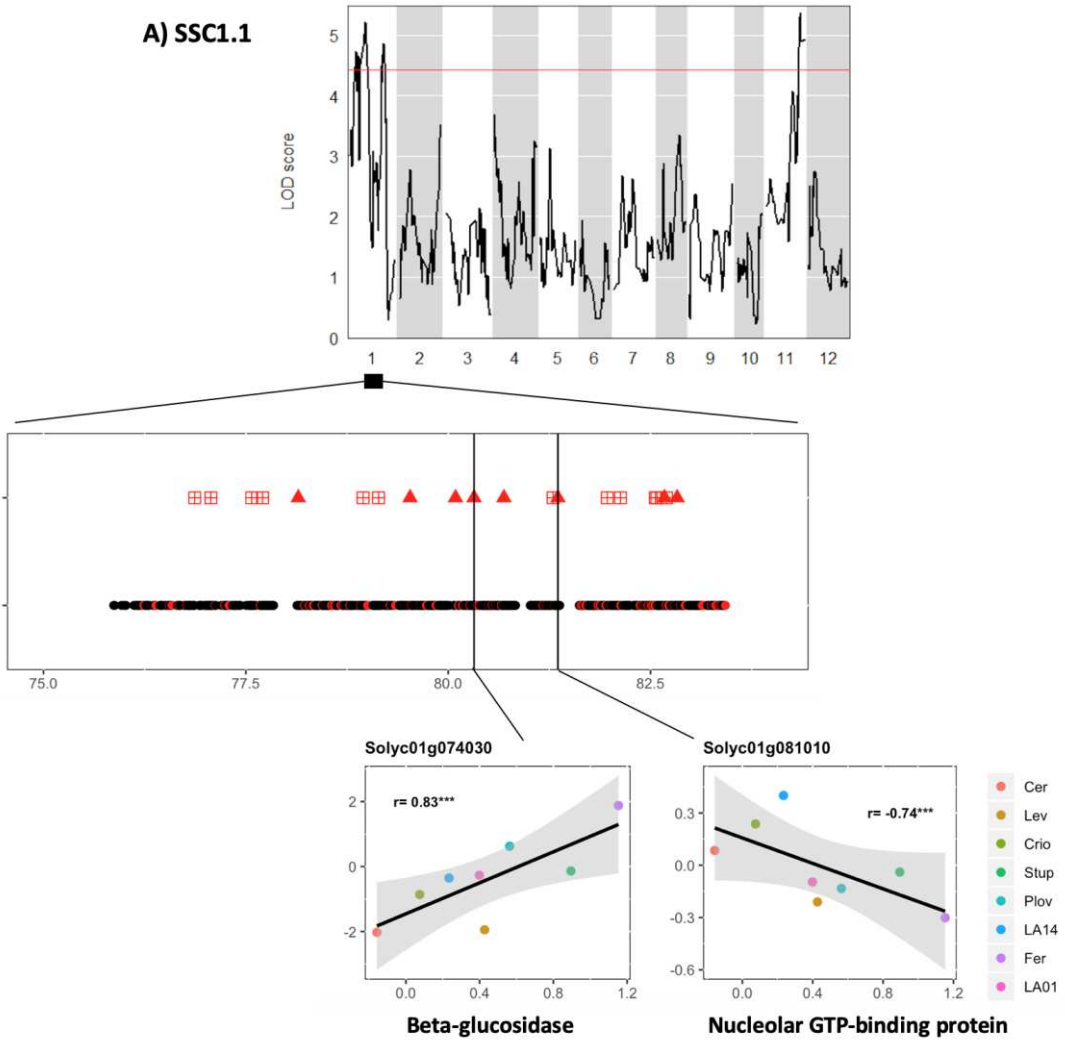 A) SSC1.1
LOD score
5
4
3
2
1
0
1 2 3 4 5 6 7 8 9 10 11 12
75.0 77.5 80.0 82.5
Solyc01g074030
r= 0.83***
2
0
-2
0.0 0.4 0.8 1.2
Beta-glucosidase
Solyc01g081010
r= -0.74***
0.3
0.0
-0.3
-0.6
0.0 0.4 0.8 1.2
Nucleolar GTP-binding protein
Cer
Lev
Crio
Stup
Plov
LA14
Fer
LA01